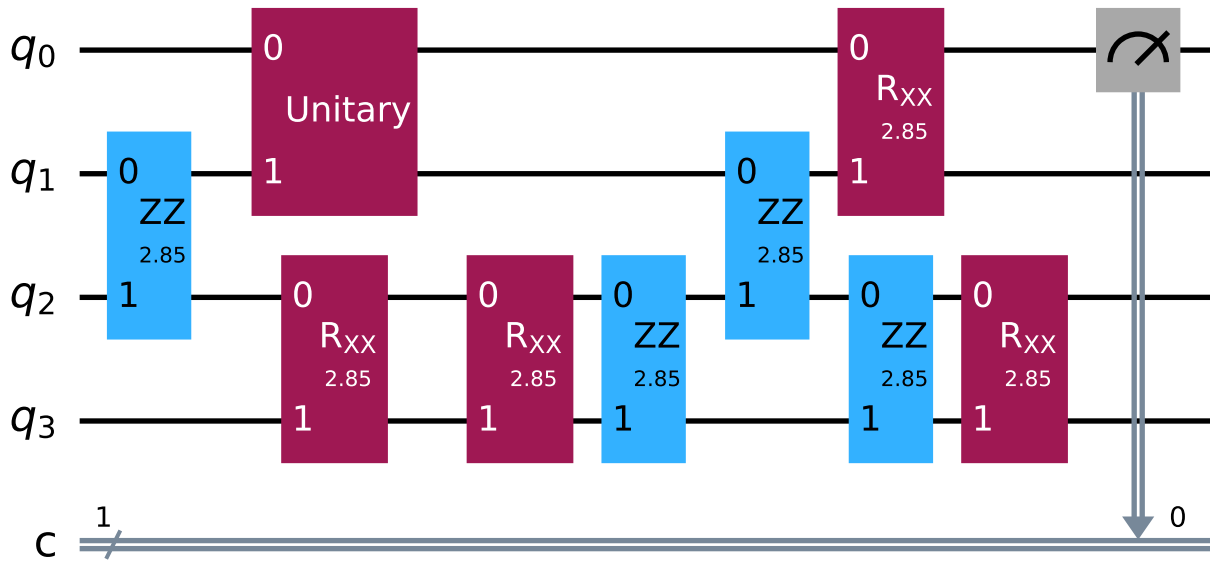 q0 0 0
Unitary RXX
2.85
q1 0 1 0 1
ZZ ZZ
2.85 2.85
q2 1 0 0 0 1 0 0
RXX RXX ZZ ZZ RXX
2.85 2.85 2.85 2.85 2.85
q3 1 1 1 1 1
1 0
c